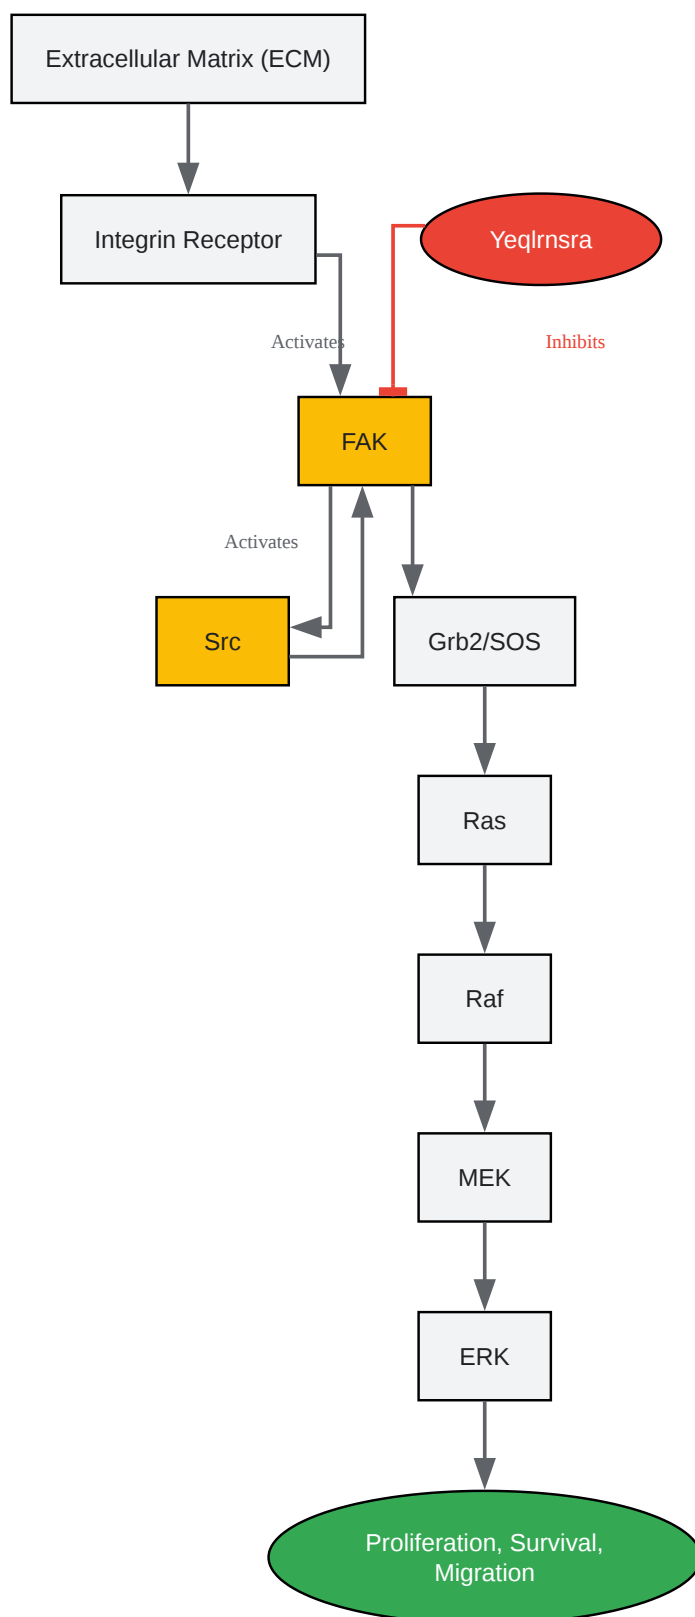 Extracellular Matrix (ECM)
Integrin Receptor
Yeqlrnsra
Activates
Inhibits
FAK
Activates
Src
Grb2/SOS
Ras
Raf
MEK
ERK
Proliferation, Survival,
Migration